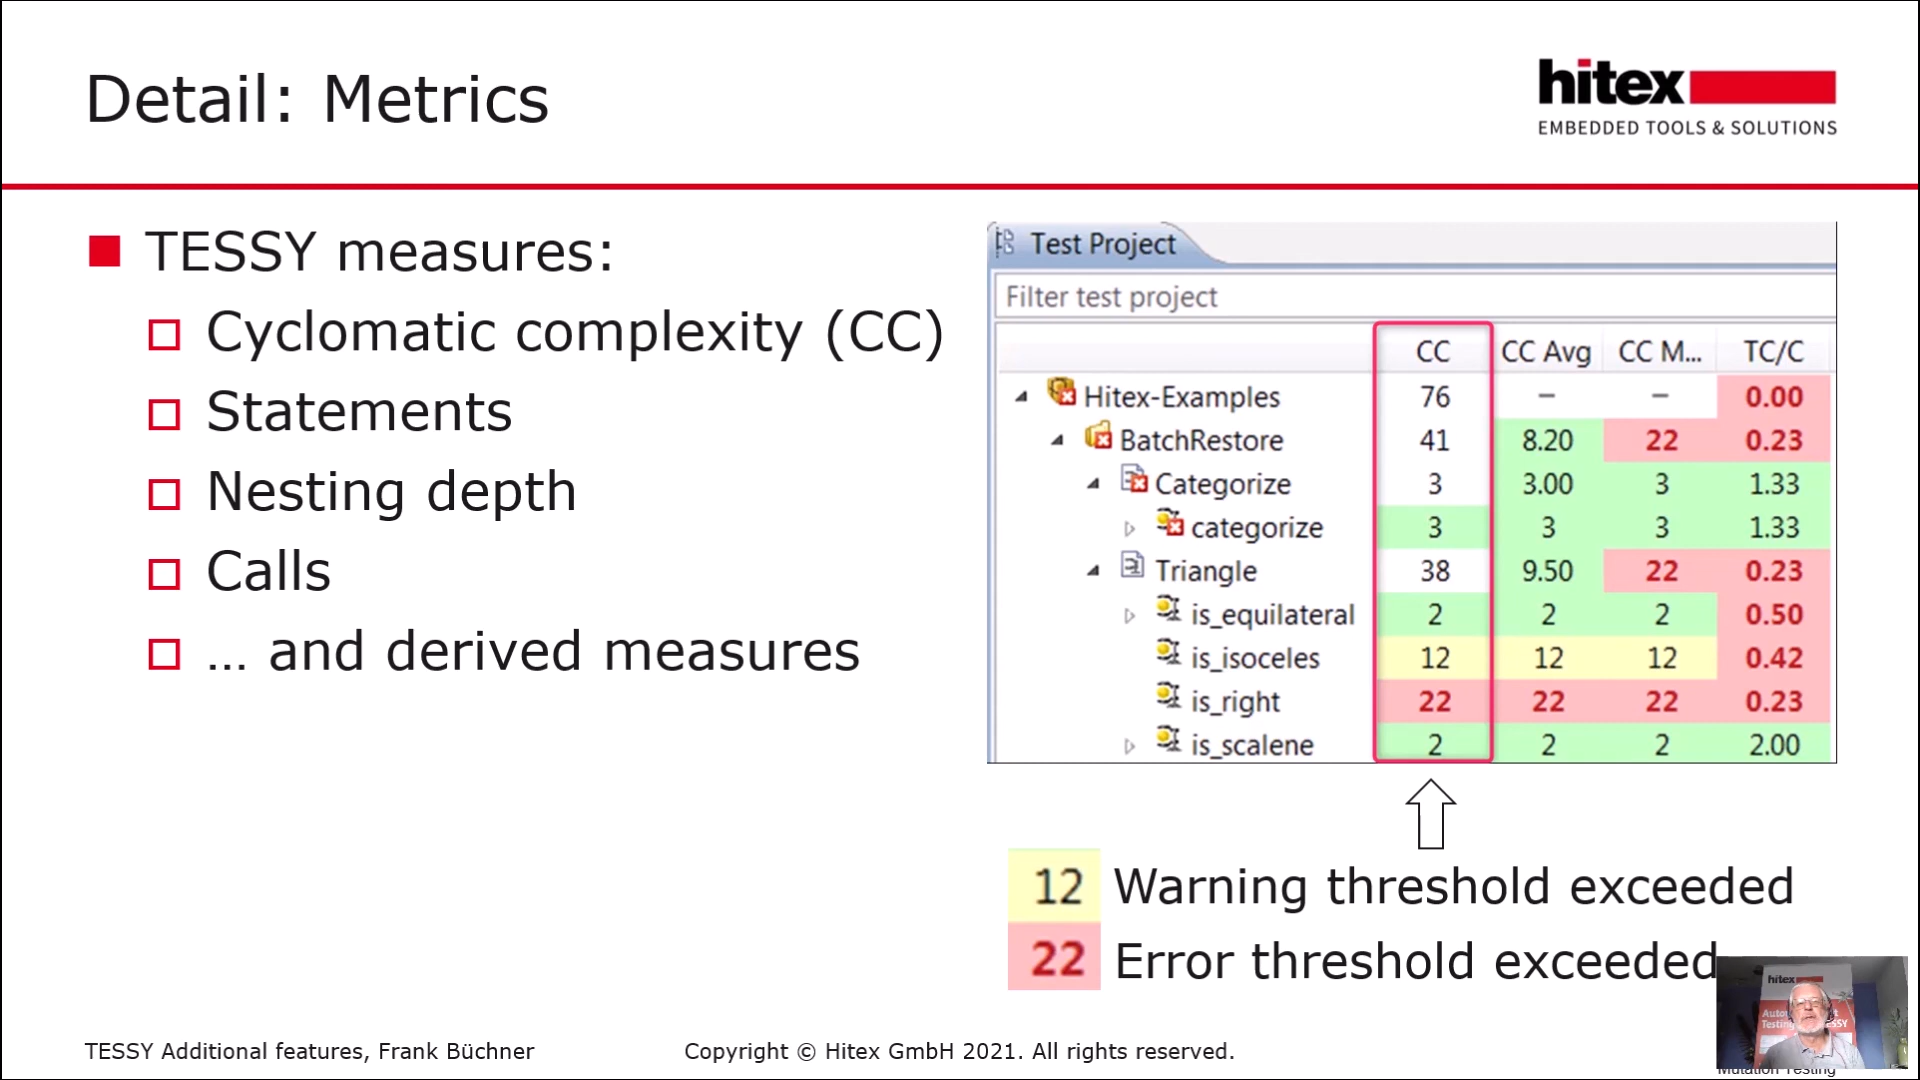 Detail: Metrics
hitex
EMBEDDED TOOLS & SOLUTIONS
TESSY measures:
Cyclomatic complexity (CC)
Statements
Nesting depth
Calls
... and derived measures
Test Project
Filter test project
CC CC Avg CC M... TC/C
Hitex-Examples 76 – – 0.00
BatchRestore 41 8.20 22 0.23
Categorize 3 3.00 3 1.33
categorize 3 3 3 1.33
Triangle 38 9.50 22 0.23
is_equilateral 2 2 2 0.50
is_isoceles 12 12 12 0.42
is_right 22 22 22 0.23
is_scalene 2 2 2 2.00
12 Warning threshold exceeded
22 Error threshold exceeded
hitex
TESSY Additional features, Frank Büchner
Copyright © Hitex GmbH 2021. All rights reserved.
Mutation Testing